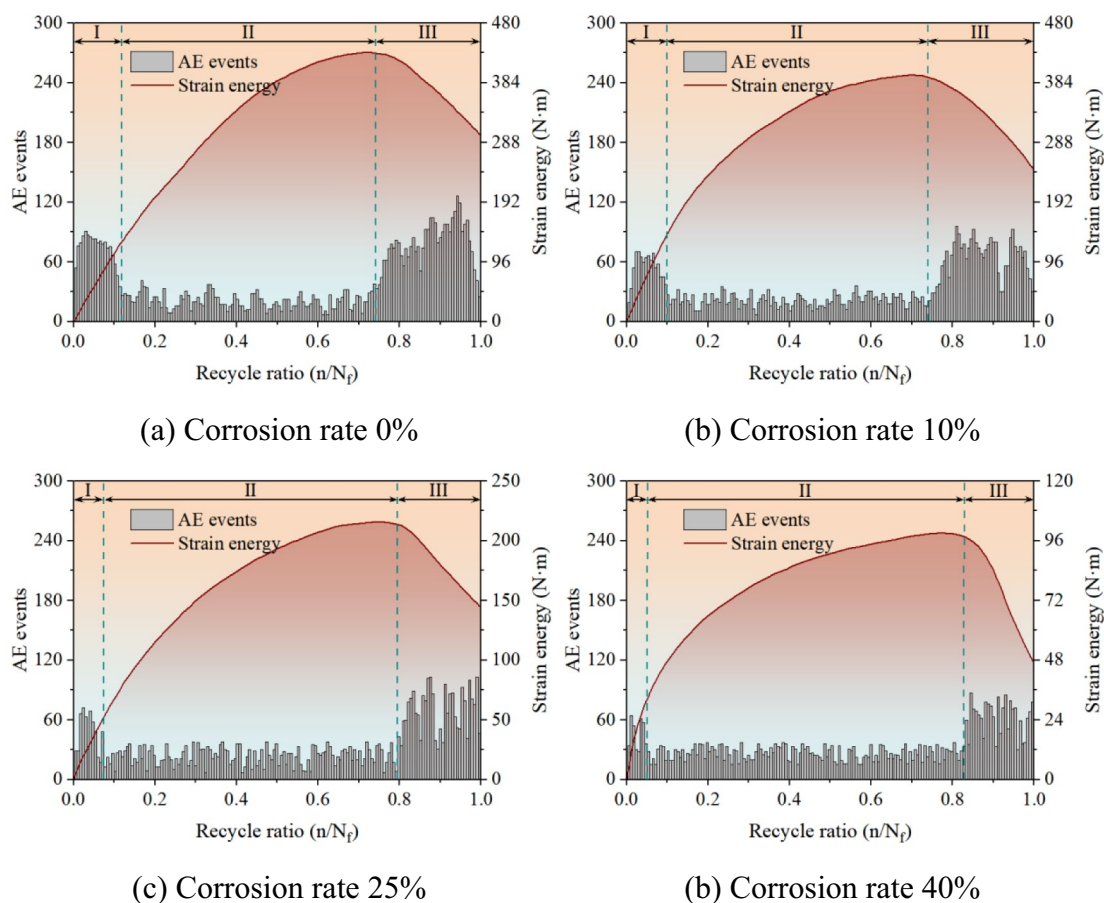 I II III
AE events
Strain energy
300
240
180
120
60
0
480
384
288
192
96
0
0.0 0.2 0.4 0.6 0.8 1.0
AE events
Strain energy (N·m)
Recycle ratio (n/Nf)
(a) Corrosion rate 0%
I II III
AE events
Strain energy
300
240
180
120
60
0
480
384
288
192
96
0
0.0 0.2 0.4 0.6 0.8 1.0
AE events
Strain energy (N·m)
Recycle ratio (n/Nf)
(b) Corrosion rate 10%
I II III
AE events
Strain energy
300
240
180
120
60
0
250
200
150
100
50
0
0.0 0.2 0.4 0.6 0.8 1.0
AE events
Strain energy (N·m)
Recycle ratio (n/Nf)
(c) Corrosion rate 25%
I II III
AE events
Strain energy
300
240
180
120
60
0
120
96
72
48
24
0
0.0 0.2 0.4 0.6 0.8 1.0
AE events
Strain energy (N·m)
Recycle ratio (n/Nf)
(b) Corrosion rate 40%